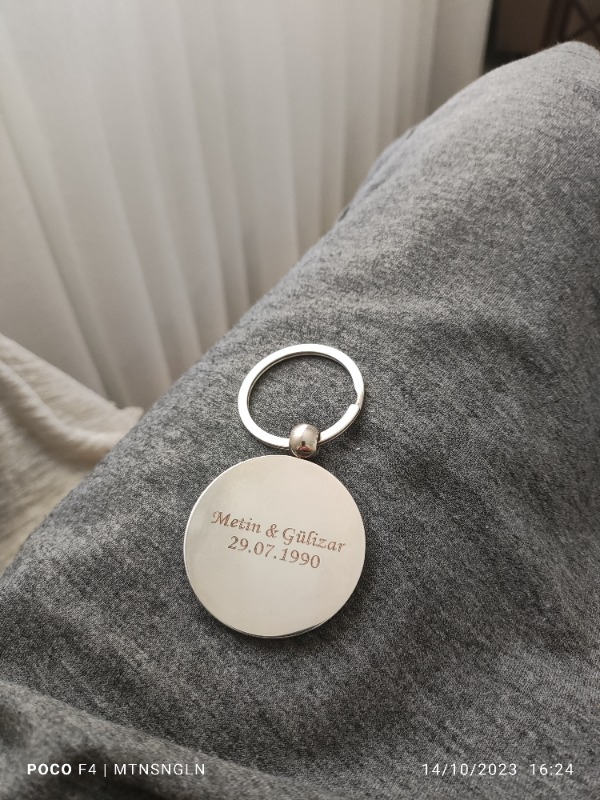 Metin & Gülizar
29.07.1990
POCO F4 | MTNSNGLN
14/10/2023 16:24